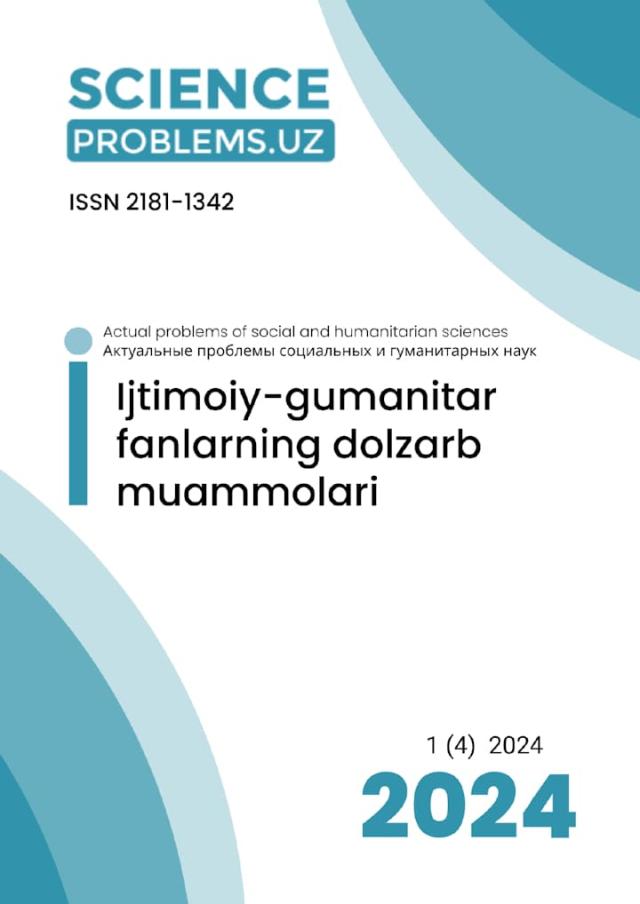 SCIENCE
PROBLEMS.UZ
ISSN 2181-1342
Actual problems of social and humanitarian sciences
Актуальные проблемы социальных и гуманитарных наук
Ijtimoiy-gumanitar
fanlarning dolzarb
muammolari
1 (4) 2024
2024